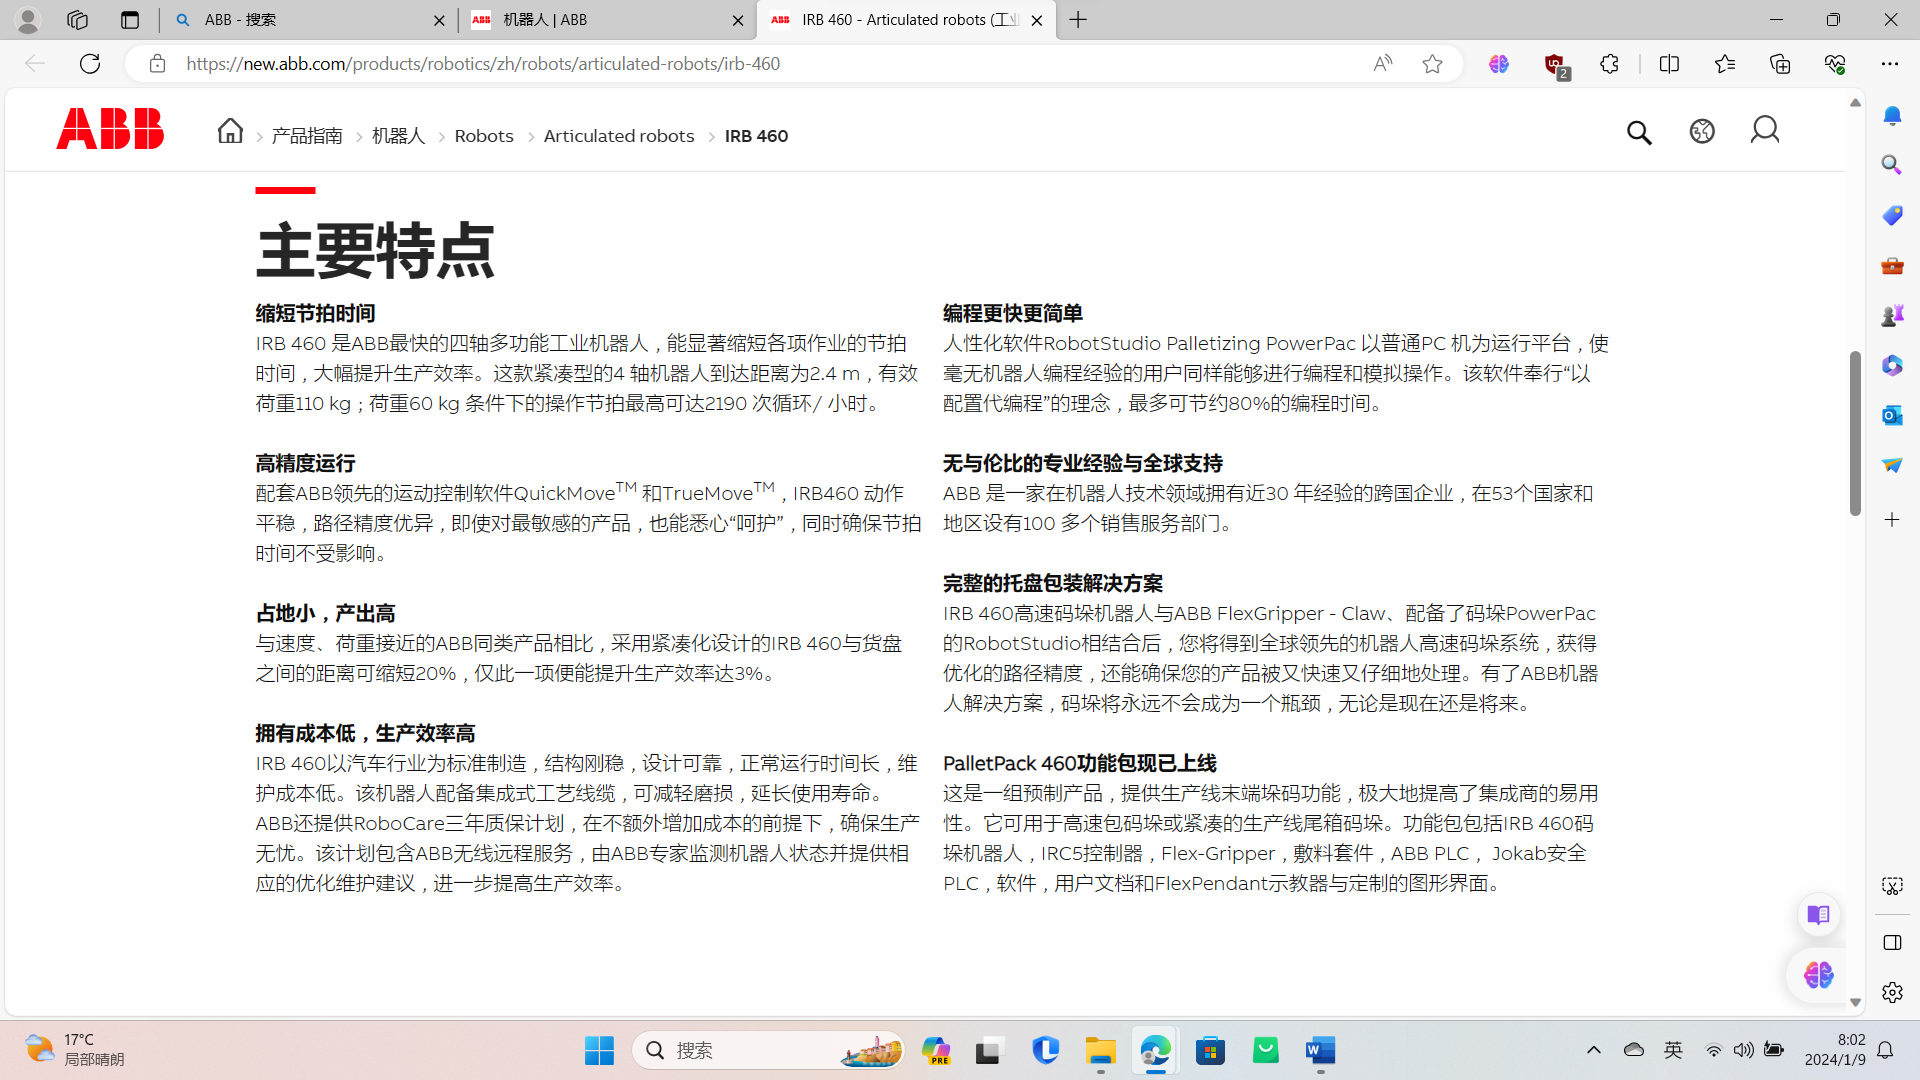 ABB - 搜索
机器人 | ABB
IRB 460 - Articulated robots (工业
https://new.abb.com/products/robotics/zh/robots/articulated-robots/irb-460
2
ABB
产品指南
机器人
Robots
Articulated robots
IRB 460
主要特点
缩短节拍时间
IRB 460 是ABB最快的四轴多功能工业机器人，能显著缩短各项作业的节拍
时间，大幅提升生产效率。这款紧凑型的4 轴机器人到达距离为2.4 m，有效
荷重110 kg；荷重60 kg 条件下的操作节拍最高可达2190 次循环/ 小时。
高精度运行
配套ABB领先的运动控制软件QuickMove™ 和TrueMove™，IRB460 动作
平稳，路径精度优异，即使对最敏感的产品，也能悉心“呵护”，同时确保节拍
时间不受影响。
占地小，产出高
与速度、荷重接近的ABB同类产品相比，采用紧凑化设计的IRB 460与货盘
之间的距离可缩短20%，仅此一项便能提升生产效率达3%。
拥有成本低，生产效率高
IRB 460以汽车行业为标准制造，结构刚稳，设计可靠，正常运行时间长，维
护成本低。该机器人配备集成式工艺线缆，可减轻磨损，延长使用寿命。
ABB还提供RoboCare三年质保计划，在不额外增加成本的前提下，确保生产
无忧。该计划包含ABB无线远程服务，由ABB专家监测机器人状态并提供相
应的优化维护建议，进一步提高生产效率。
编程更快更简单
人性化软件RobotStudio Palletizing PowerPac 以普通PC 机为运行平台，使
毫无机器人编程经验的用户同样能够进行编程和模拟操作。该软件奉行“以
配置代编程”的理念，最多可节约80%的编程时间。
无与伦比的专业经验与全球支持
ABB 是一家在机器人技术领域拥有近30 年经验的跨国企业，在53个国家和
地区设有100 多个销售服务部门。
完整的托盘包装解决方案
IRB 460高速码垛机器人与ABB FlexGripper - Claw、配备了码垛PowerPac
的RobotStudio相结合后，您将得到全球领先的机器人高速码垛系统，获得
优化的路径精度，还能确保您的产品被又快速又仔细地处理。有了ABB机器
人解决方案，码垛将永远不会成为一个瓶颈，无论是现在还是将来。
PalletPack 460功能包现已上线
这是一组预制产品，提供生产线末端垛码功能，极大地提高了集成商的易用
性。它可用于高速包码垛或紧凑的生产线尾箱码垛。功能包包括IRB 460码
垛机器人，IRC5控制器，Flex-Gripper，敷料套件，ABB PLC， Jokab安全
PLC，软件，用户文档和FlexPendant示教器与定制的图形界面。
17°C
局部晴朗
搜索
PRE
英
8:02
2024/1/9